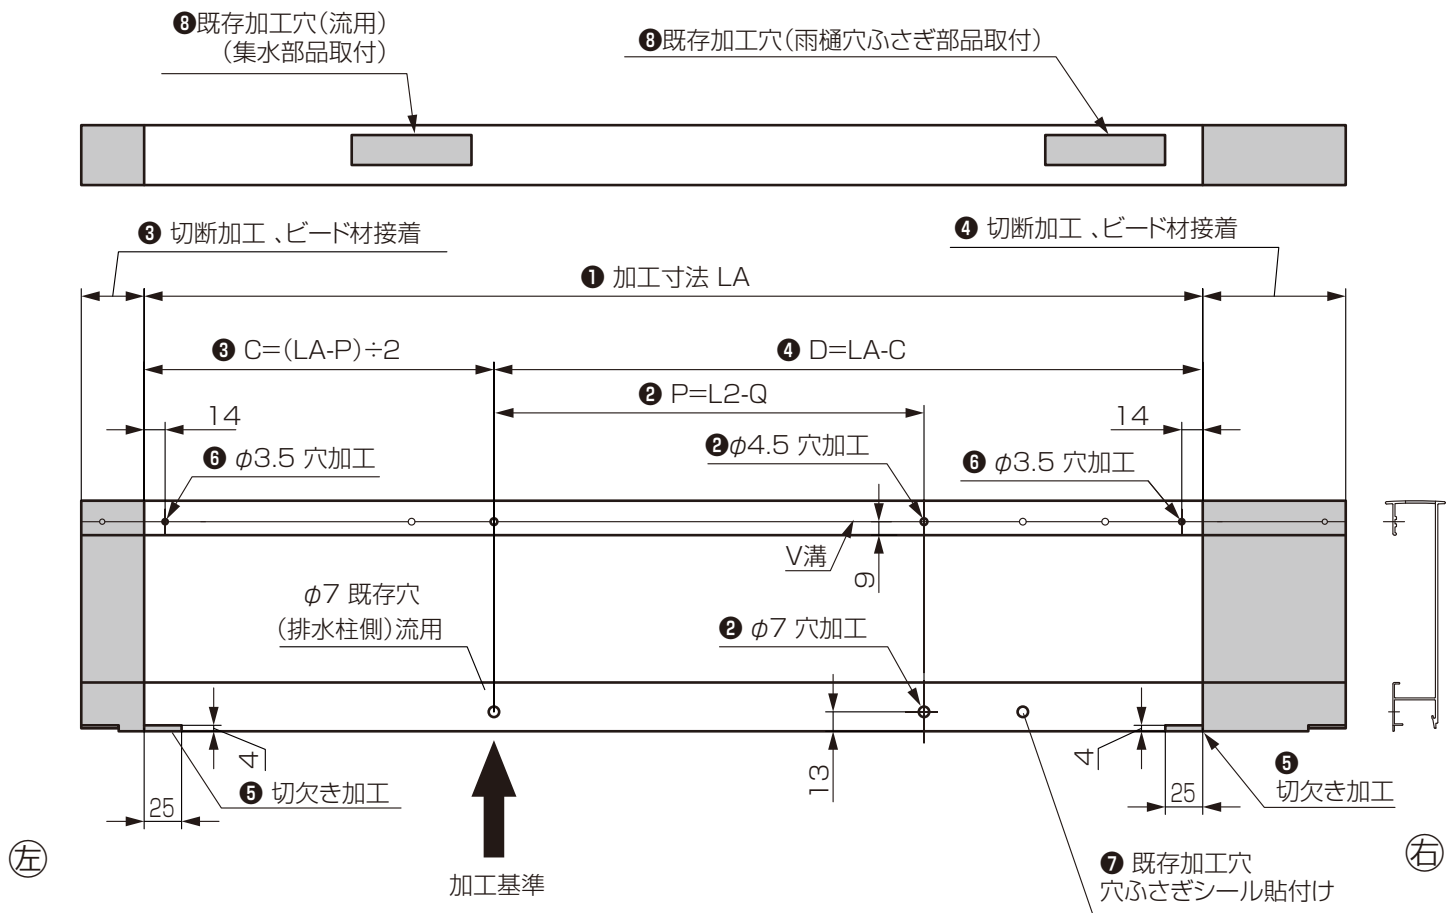 ❽既存加工穴(流用)
(集水部品取付)
❽既存加工穴(雨樋穴ふさぎ部品取付)
❸ 切断加工 、ビード材接着
❹ 切断加工 、ビード材接着
❶ 加工寸法 LA
❸ C=(LA-P)÷2
❹ D=LA-C
❷ P=L2-Q
14
14
❻ φ3.5 穴加工
❷φ4.5 穴加工
❻ φ3.5 穴加工
V溝
9
φ7 既存穴
(排水柱側)流用
❷ φ7 穴加工
4
13
4
❺ 切欠き加工
25
25
❺
切欠き加工
左
右
加工基準
❼ 既存加工穴
穴ふさぎシール貼付け